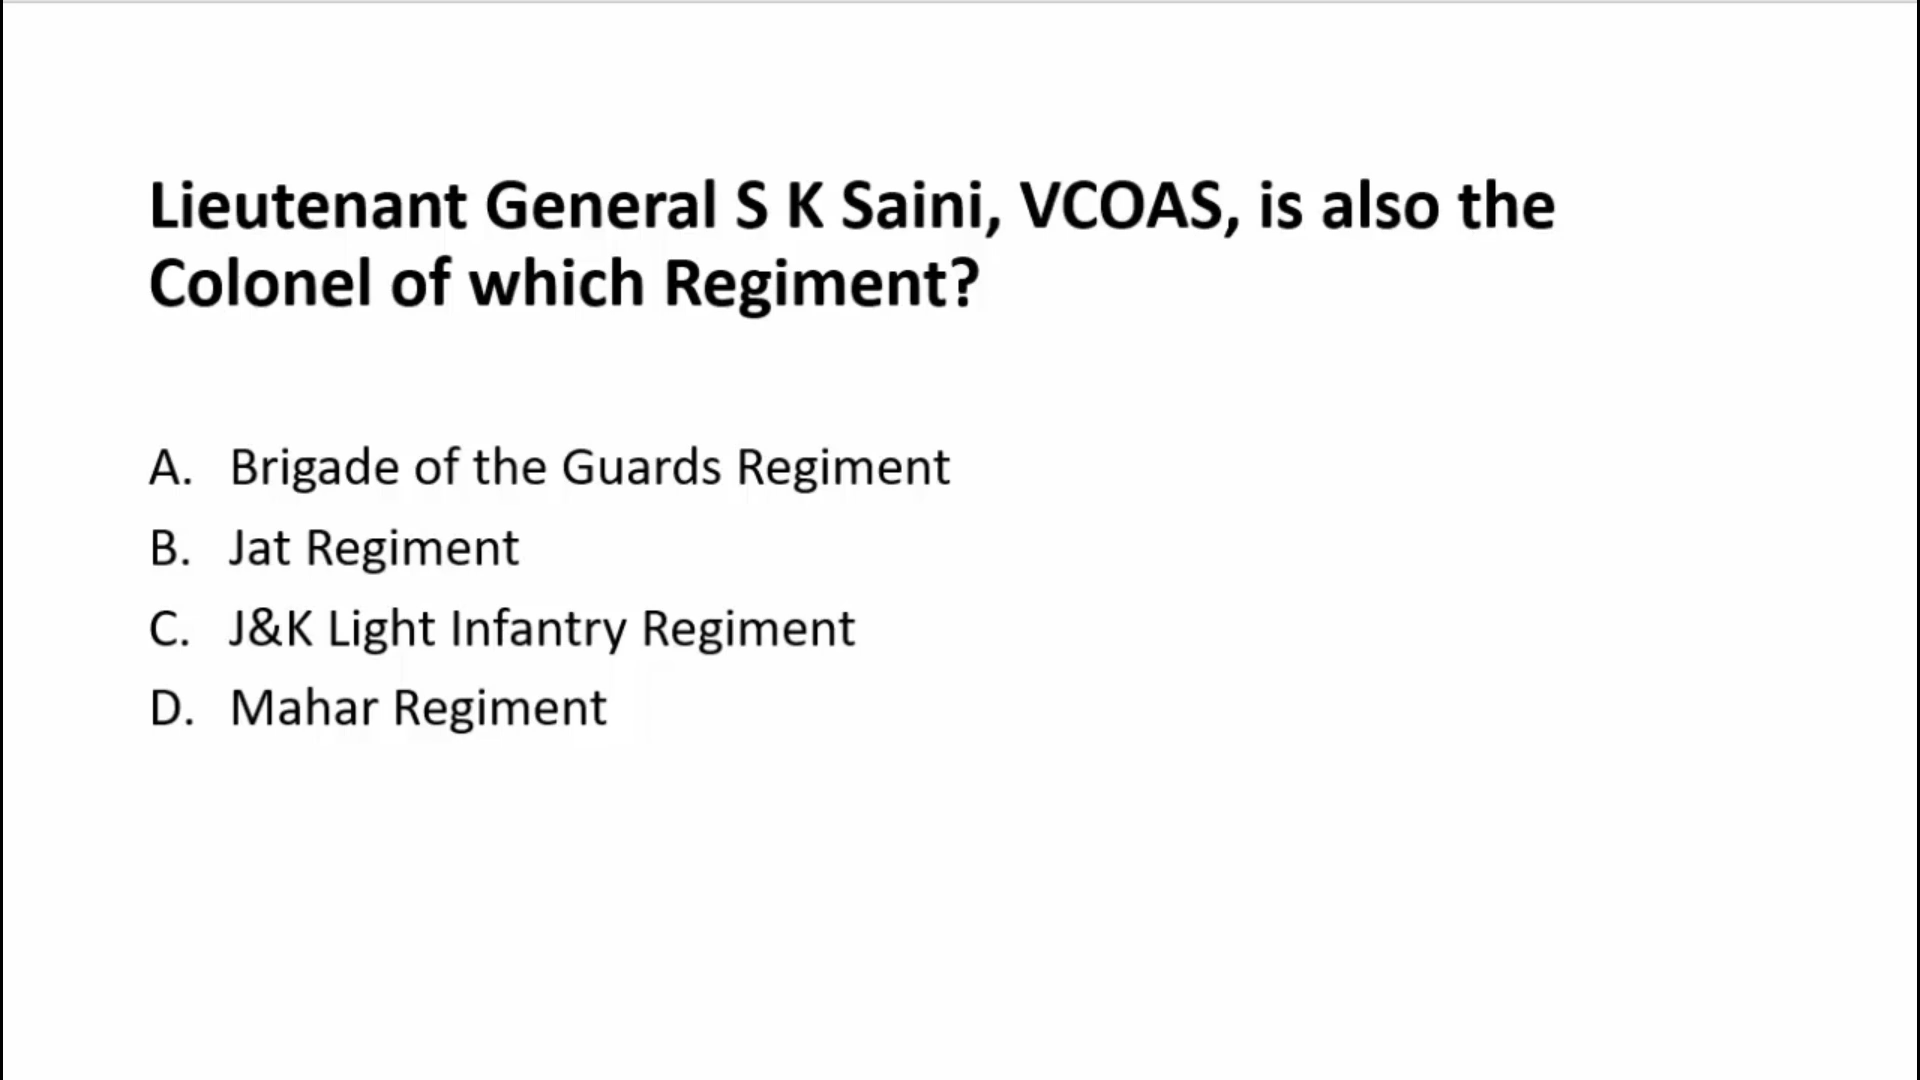 Lieutenant General S K Saini, VCOAS, is also the
Colonel of which Regiment?
A. Brigade of the Guards Regiment
B. Jat Regiment
C. J&K Light Infantry Regiment
D. Mahar Regiment